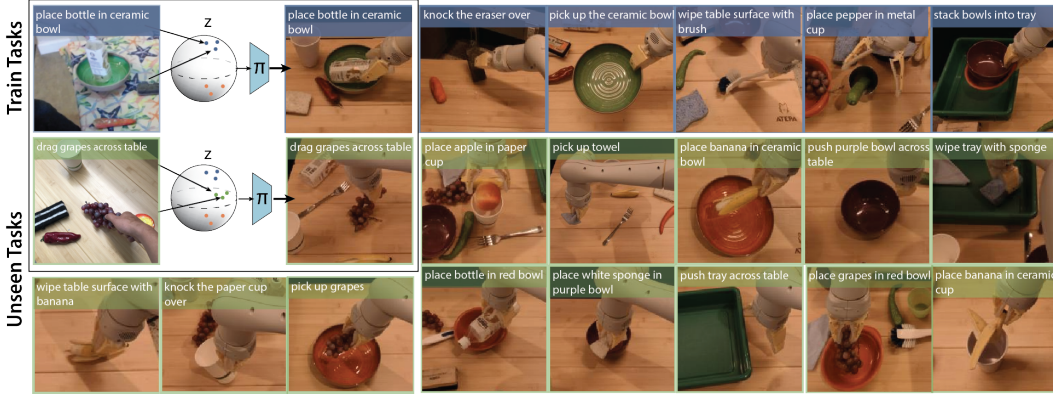 Train Tasks
place bottle in ceramic
bowl
z
π
place bottle in ceramic
bowl
knock the eraser over
pick up the ceramic bowl
wipe table surface with
brush
place pepper in metal
cup
stack bowls into tray
Unseen Tasks
drag grapes across table
z
π
drag grapes across table
place apple in paper
cup
pick up towel
place banana in ceramic
bowl
push purple bowl across
table
wipe tray with sponge
wipe table surface with
banana
knock the paper cup
over
pick up grapes
place bottle in red bowl
place white sponge in
purple bowl
push tray across table
place grapes in red bowl
place banana in ceramic
cup